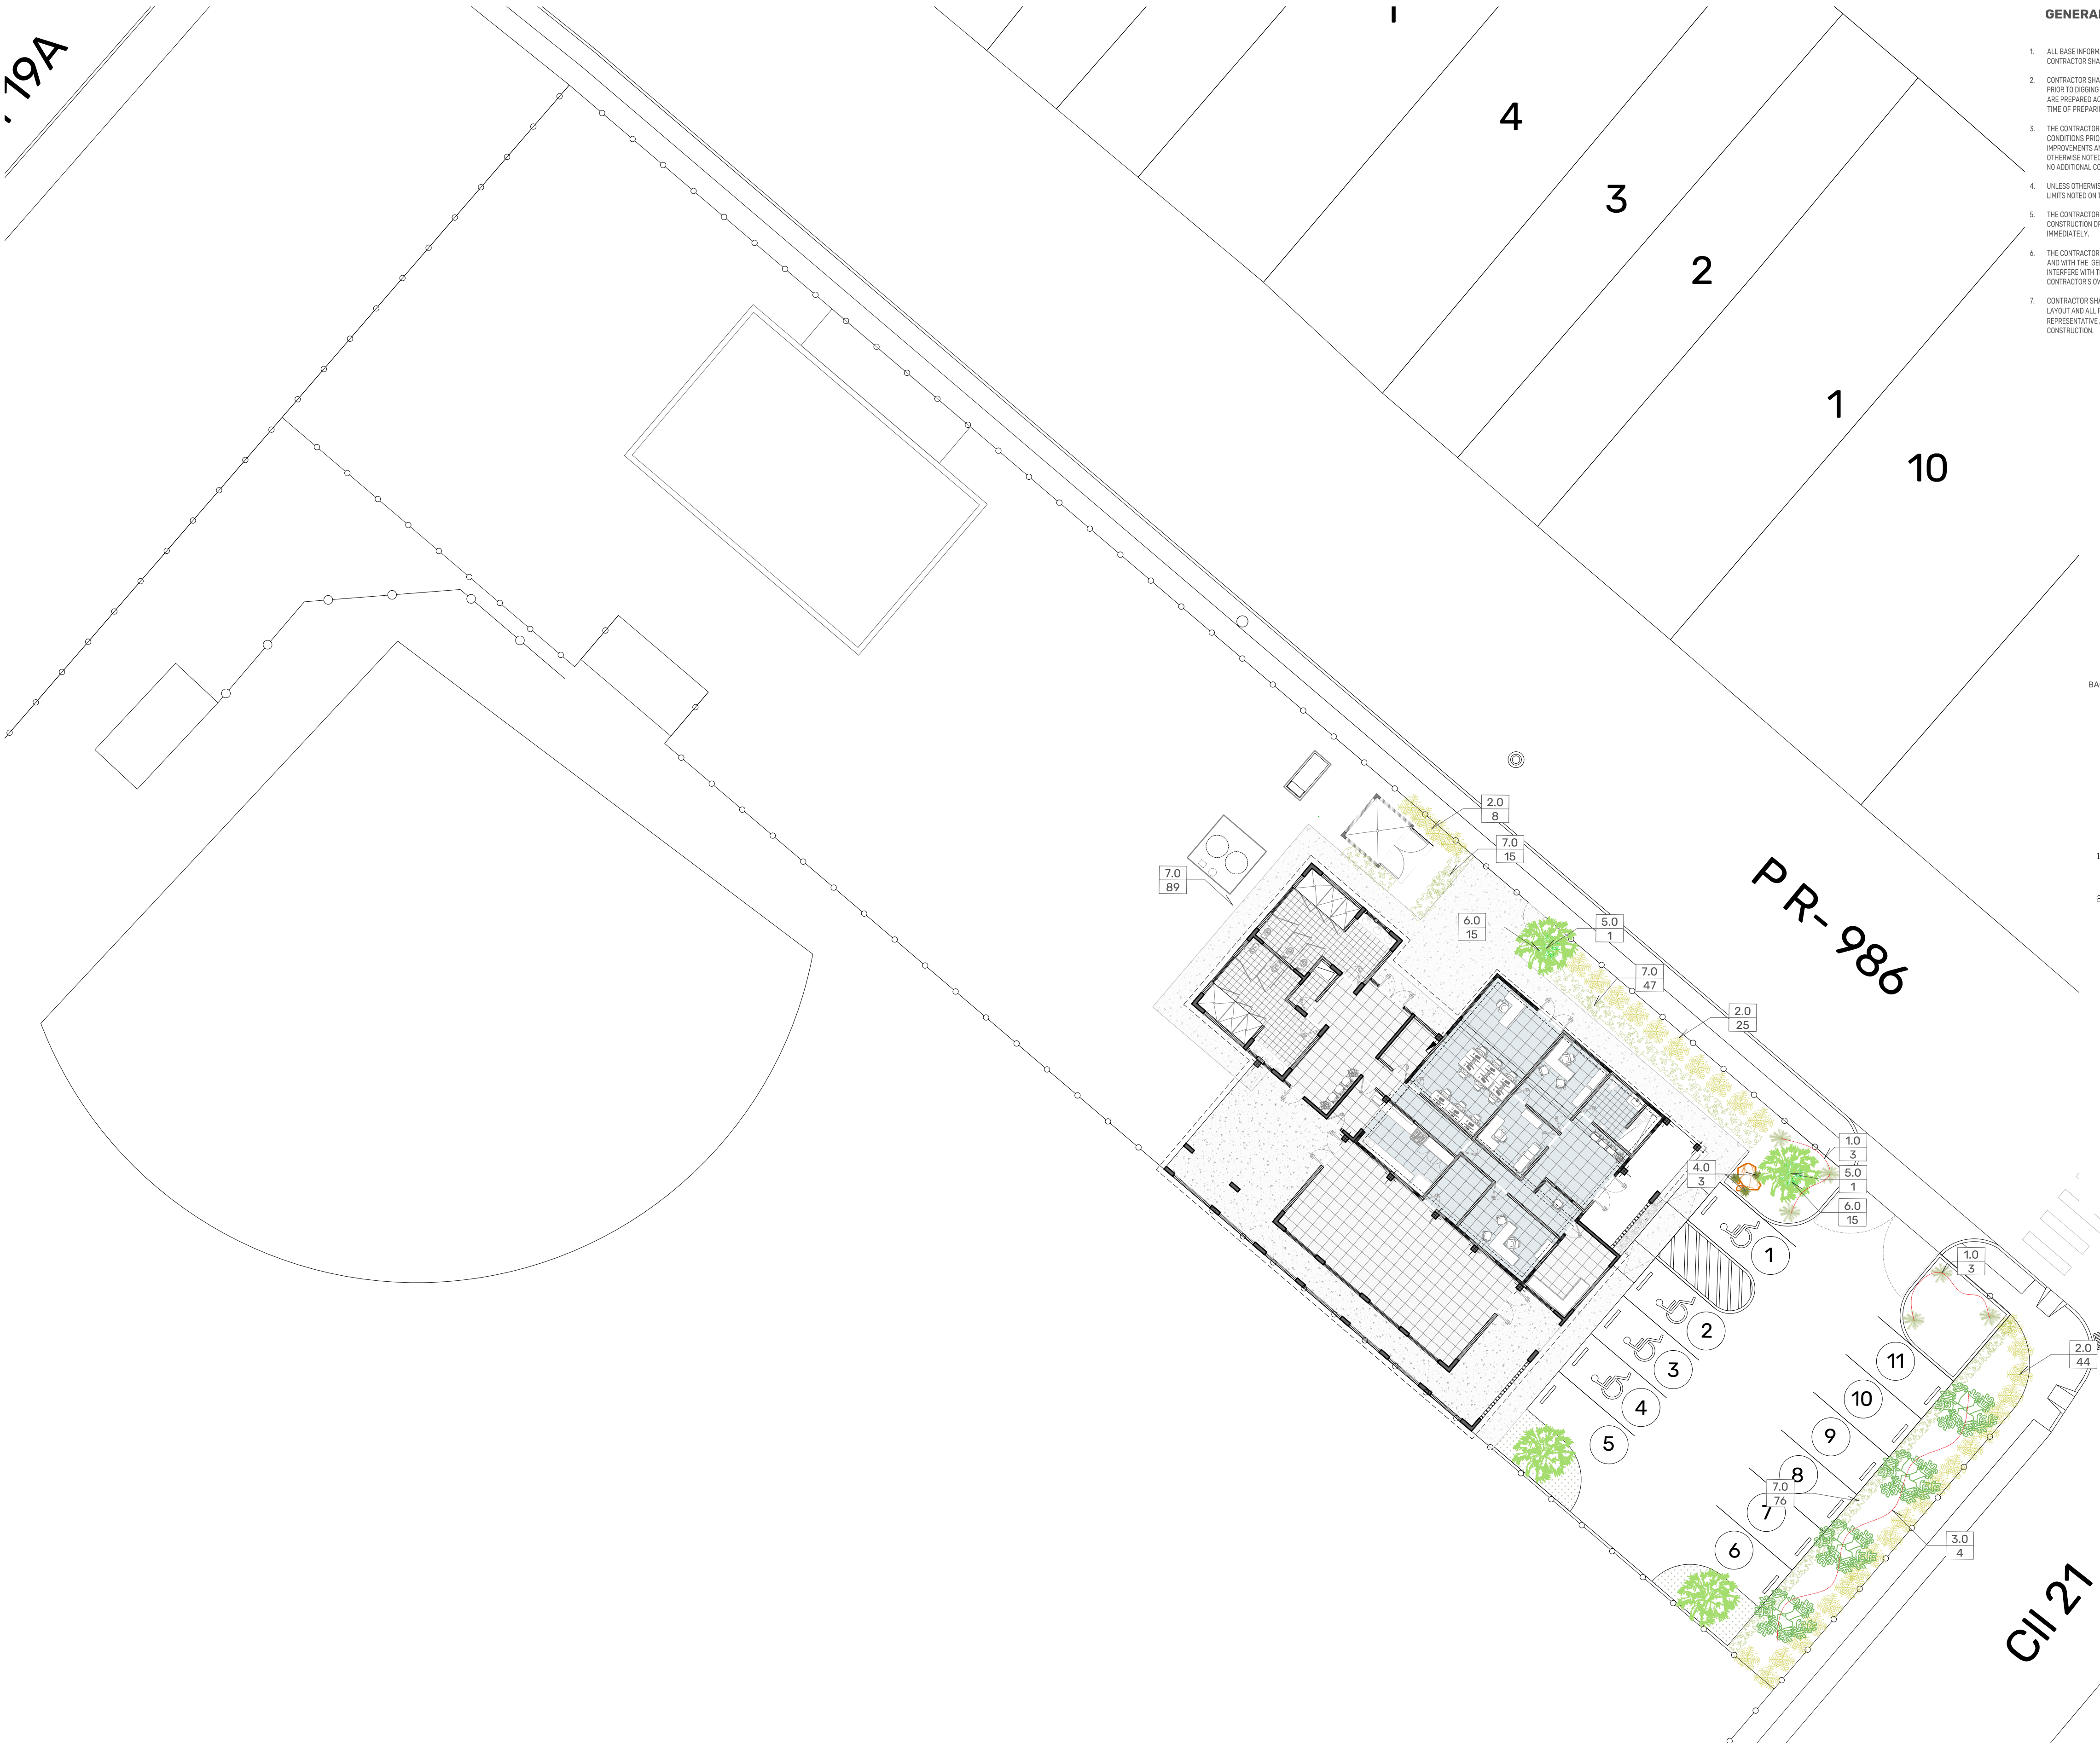 GENERAL
1. ALL BASE INFORM
CONTRACTOR SHA
2. CONTRACTOR SHA
PRIOR TO DIGGING
ARE PREPARED AC
TIME OF PREPARI
3. THE CONTRACTOR
CONDITIONS PRIO
IMPROVEMENTS AN
OTHERWISE NOTED
NO ADDITIONAL CO
4. UNLESS OTHERWIS
LIMITS NOTED ON T
5. THE CONTRACTOR
CONSTRUCTION DR
IMMEDIATELY.
6. THE CONTRACTOR
AND WITH THE GE
INTERFERE WITH T
CONTRACTOR'S OW
7. CONTRACTOR SHA
LAYOUT AND ALL P
REPRESENTATIVE
CONSTRUCTION.
19A
4
3
2
1
10
BA
2.0
8
7.0
15
7.0
89
6.0
15
5.0
1
7.0
47
2.0
25
PR-986
1.0
3
4.0
3
5.0
1
6.0
15
1
1.0
3
2
3
4
5
2.0
44
11
10
9
8
7.0
76
7
6
3.0
4
Cll 21